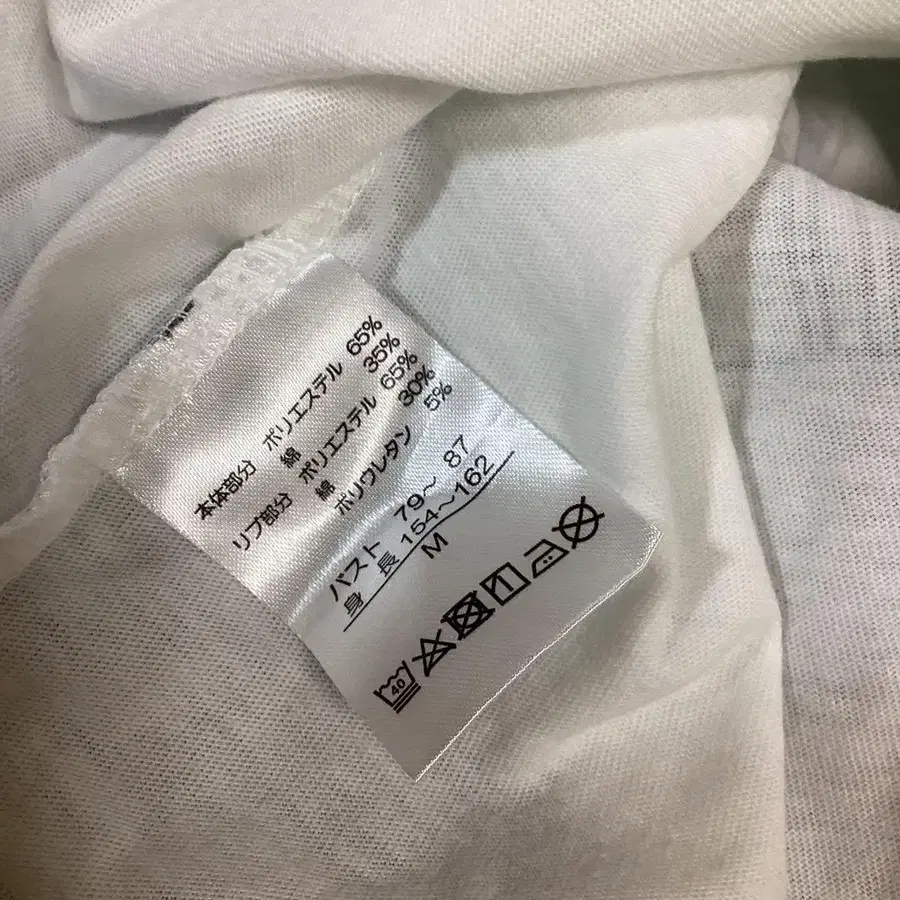 本体部分 ポリエステル 65%
綿 35%
リブ部分 ポリエステル 65%
綿 30%
ポリウレタン 5%
バスト 79〜 87
身 長 154〜162
M
40